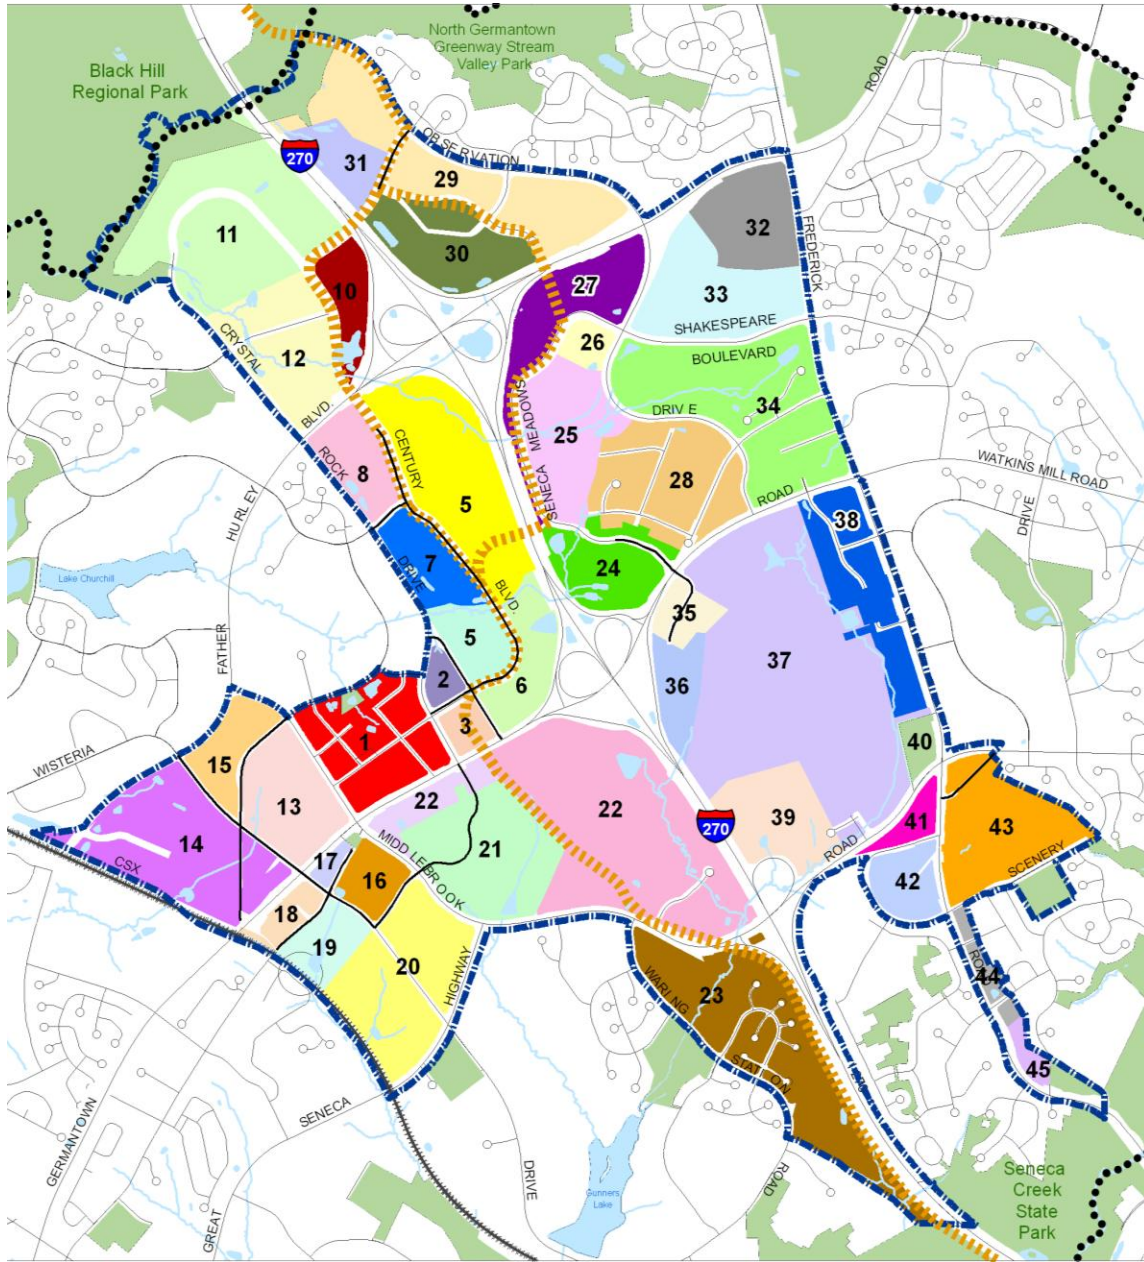 North Germantown
Greenway Stream
Valley Park
Black Hill
Regional Park
ROAD
OBSERVATION
270
31
29
32
11
FREDERICK
30
27
10
33
SHAKESPEARE
26
BOULEVARD
CRYSTAL
12
MEADOWS
DRIVE
34
BLVD.
CENTURY
25
ROCK
8
28
WATKINS MILL ROAD
5
SENECA
ROAD
HURLEY
38
DRIVE
7
24
DRIVE
Lake Churchill
BLVD.
35
5
37
FATHER
2
6
36
3
1
40
WISTERIA
15
22
22
13
270
39
41
43
14
21
ROAD
MIDDLEBROOK
17
16
SCENERY
CSX
42
18
19
20
HIGHWAY
44
ROAD
23
WARING
STATION
45
270
SENECA
GERMANTOWN
DRIVE
ROAD
Seneca
Creek
State
Park
Gunners
Lake
GREAT